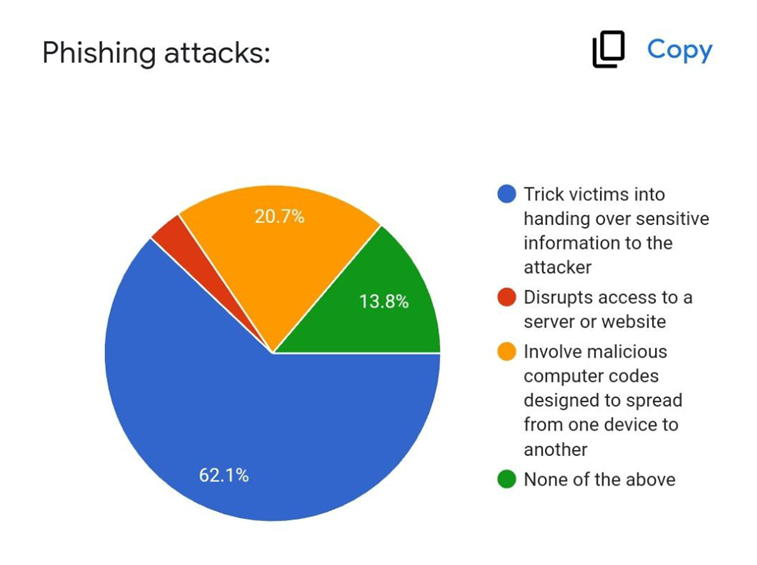 Phishing attacks:
Copy
20.7%
13.8%
62.1%
Trick victims into
handing over sensitive
information to the
attacker
Disrupts access to a
server or website
Involve malicious
computer codes
designed to spread
from one device to
another
None of the above